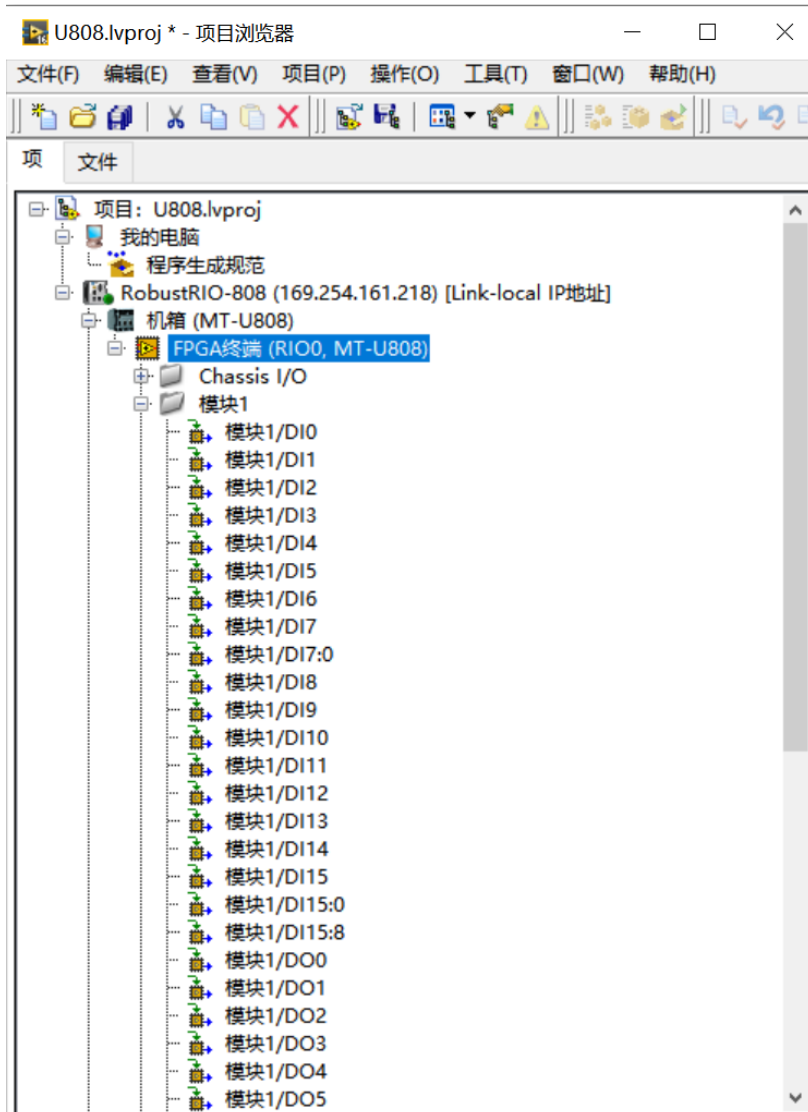 U808.lvproj * - 项目浏览器
文件(F) 编辑(E) 查看(V) 项目(P) 操作(O) 工具(T) 窗口(W) 帮助(H)
项 文件
项目：U808.lvproj
我的电脑
程序生成规范
RobustRIO-808 (169.254.161.218) [Link-local IP地址]
机箱 (MT-U808)
FPGA终端 (RIO0, MT-U808)
Chassis I/O
模块1
模块1/DI0
模块1/DI1
模块1/DI2
模块1/DI3
模块1/DI4
模块1/DI5
模块1/DI6
模块1/DI7
模块1/DI7:0
模块1/DI8
模块1/DI9
模块1/DI10
模块1/DI11
模块1/DI12
模块1/DI13
模块1/DI14
模块1/DI15
模块1/DI15:0
模块1/DI15:8
模块1/DO0
模块1/DO1
模块1/DO2
模块1/DO3
模块1/DO4
模块1/DO5